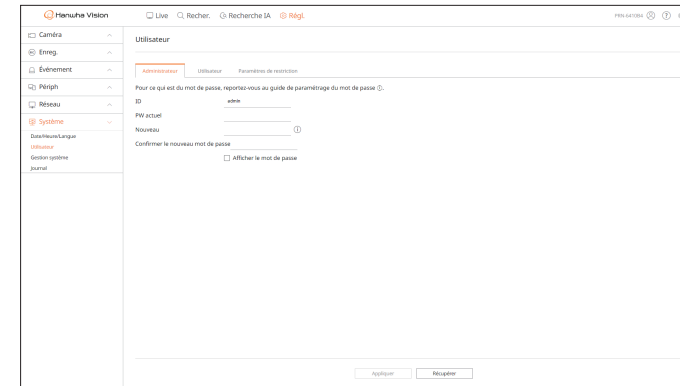 Hanwha Vision Live Recher. Recherche IA Régl.
Caméra
Enreg.
Événement
Périph
Réseau
Système
Date/Heure/Langue
Utilisateur
Gestion système
Journal
Utilisateur
Administrateur Utilisateur Paramètres de restriction
Pour ce qui est du mot de passe, reportez-vous au guide de paramétrage du mot de passe ⓘ.
ID admin
PW actuel
Nouveau
Confirmer le nouveau mot de passe
Afficher le mot de passe
Appliquer Récupérer